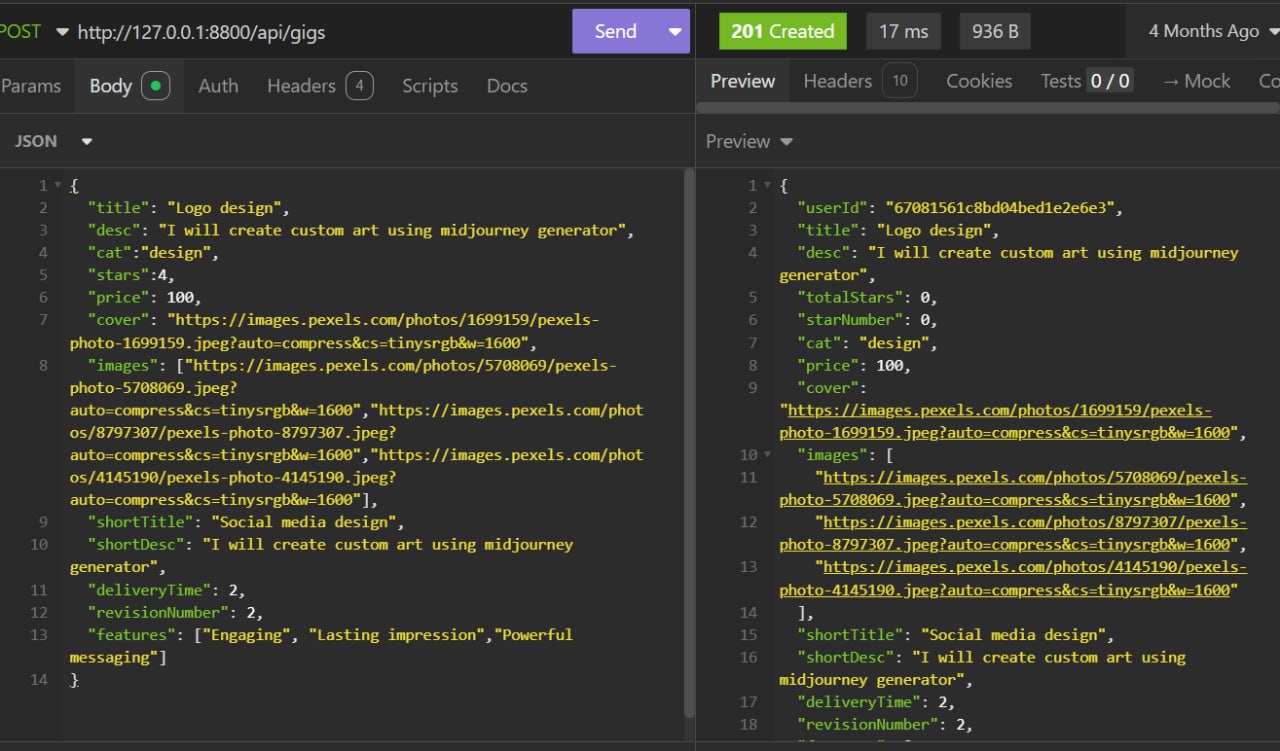 POST http://127.0.0.1:8800/api/gigs Send
201 Created 17 ms 936 B 4 Months Ago
Params Body Auth Headers 4 Scripts Docs
Preview Headers 10 Cookies Tests 0 / 0 → Mock Co
JSON
Preview
1 {
2 "title": "Logo design",
3 "desc": "I will create custom art using midjourney generator",
4 "cat":"design",
5 "stars":4,
6 "price": 100,
7 "cover": "https://images.pexels.com/photos/1699159/pexels-
photo-1699159.jpeg?auto=compress&cs=tinysrgb&w=1600",
8 "images": ["https://images.pexels.com/photos/5708069/pexels-
photo-5708069.jpeg?
auto=compress&cs=tinysrgb&w=1600","https://images.pexels.com/phot
os/8797307/pexels-photo-8797307.jpeg?
auto=compress&cs=tinysrgb&w=1600","https://images.pexels.com/phot
os/4145190/pexels-photo-4145190.jpeg?
auto=compress&cs=tinysrgb&w=1600"],
9 "shortTitle": "Social media design",
10 "shortDesc": "I will create custom art using midjourney
generator",
11 "deliveryTime": 2,
12 "revisionNumber": 2,
13 "features": ["Engaging", "Lasting impression","Powerful
messaging"]
14 }
1 {
2 "userId": "67081561c8bd04bed1e2e6e3",
3 "title": "Logo design",
4 "desc": "I will create custom art using midjourney
generator",
5 "totalStars": 0,
6 "starNumber": 0,
7 "cat": "design",
8 "price": 100,
9 "cover":
"https://images.pexels.com/photos/1699159/pexels-
photo-1699159.jpeg?auto=compress&cs=tinysrgb&w=1600",
10 "images": [
11 "https://images.pexels.com/photos/5708069/pexels-
photo-5708069.jpeg?auto=compress&cs=tinysrgb&w=1600",
12 "https://images.pexels.com/photos/8797307/pexels-
photo-8797307.jpeg?auto=compress&cs=tinysrgb&w=1600",
13 "https://images.pexels.com/photos/4145190/pexels-
photo-4145190.jpeg?auto=compress&cs=tinysrgb&w=1600"
14 ],
15 "shortTitle": "Social media design",
16 "shortDesc": "I will create custom art using
midjourney generator",
17 "deliveryTime": 2,
18 "revisionNumber": 2,